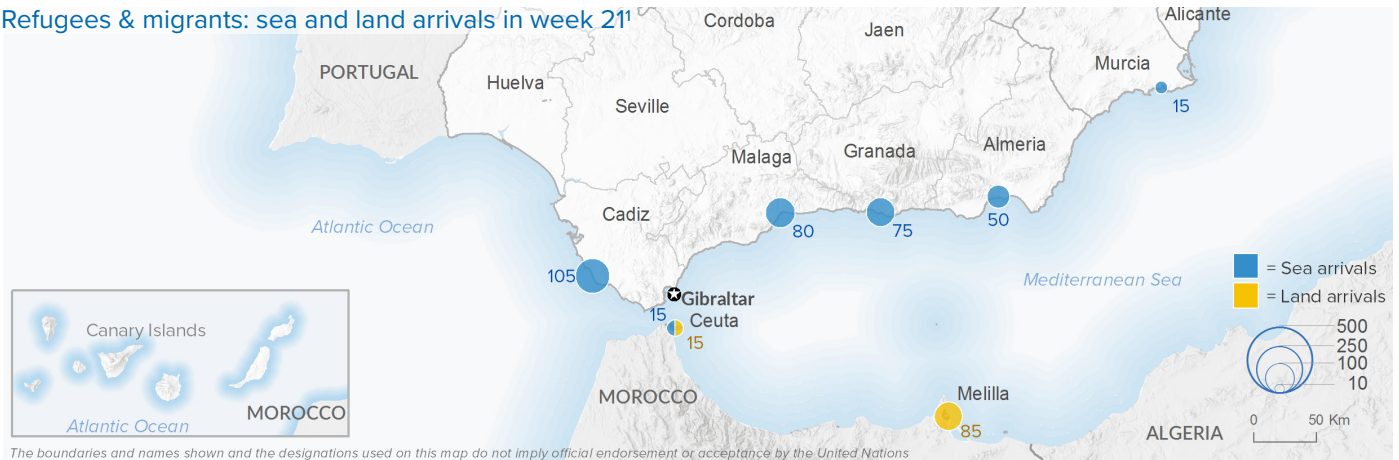 Refugees & migrants: sea and land arrivals in week 21¹
Cordoba
Alicante
Jaen
PORTUGAL
Huelva
Murcia
Seville
15
Malaga
Granada
Almeria
Cadiz
Atlantic Ocean
80
75
50
105
Mediterranean Sea
= Sea arrivals
= Land arrivals
Gibraltar
15
Ceuta
15
Canary Islands
Atlantic Ocean
MOROCCO
MOROCCO
Melilla
85
500
250
100
10
0 50 Km
ALGERIA
The boundaries and names shown and the designations used on this map do not imply official endorsement or acceptance by the United Nations